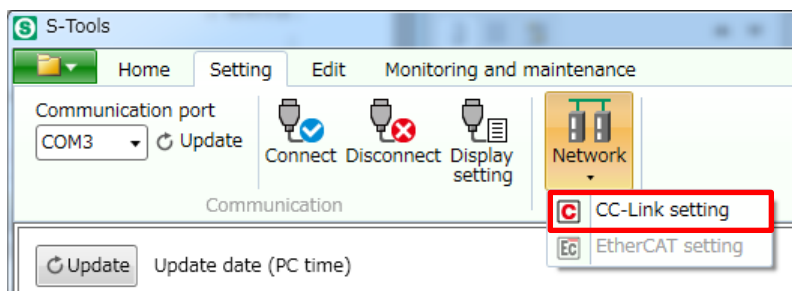 S S-Tools
Home Setting Edit Monitoring and maintenance
Communication port
COM3 Update
Connect Disconnect Display setting Network
Communication
C CC-Link setting
EC EtherCAT setting
Update Update date (PC time)